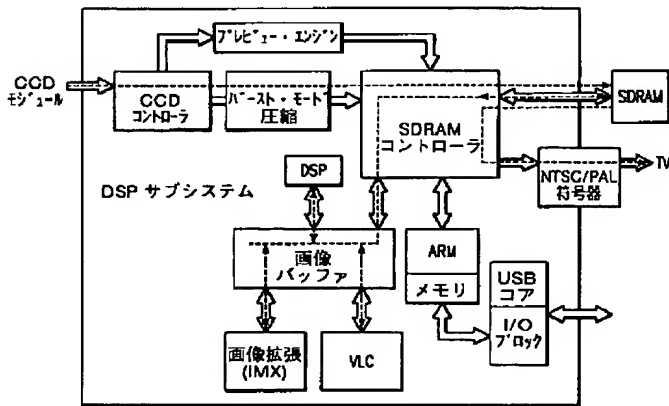 プレビュー・エンジン
CCD
モジュール
CCD
コントローラ
バースト・モード
圧縮
SDRAM
コントローラ
SDRAM
DSP サブシステム
DSP
NTSC/PAL
符号器
TV
画像
バッファ
ARM
メモリ
USB
コア
I/O
ブロック
画像拡張
(IMX)
VLC